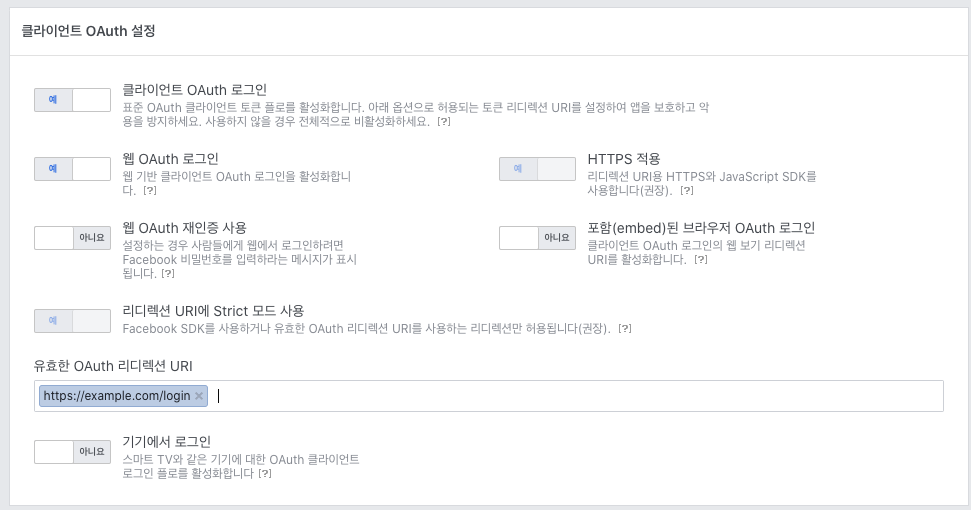 클라이언트 OAuth 설정
예
클라이언트 OAuth 로그인
표준 OAuth 클라이언트 토큰 플로를 활성화합니다. 아래 옵션으로 허용되는 토큰 리디렉션 URI를 설정하여 앱을 보호하고 악
용을 방지하세요. 사용하지 않을 경우 전체적으로 비활성화하세요. [?]
예
웹 OAuth 로그인
웹 기반 클라이언트 OAuth 로그인을 활성화합니
다. [?]
예
HTTPS 적용
리디렉션 URI용 HTTPS와 JavaScript SDK를
사용합니다(권장). [?]
아니요
웹 OAuth 재인증 사용
설정하는 경우 사람들에게 웹에서 로그인하려면
Facebook 비밀번호를 입력하라는 메시지가 표시
됩니다. [?]
아니요
포함(embed)된 브라우저 OAuth 로그인
클라이언트 OAuth 로그인의 웹 보기 리디렉션
URI를 활성화합니다. [?]
예
리디렉션 URI에 Strict 모드 사용
Facebook SDK를 사용하거나 유효한 OAuth 리디렉션 URI를 사용하는 리디렉션만 허용됩니다(권장). [?]
유효한 OAuth 리디렉션 URI
https://example.com/login ×
아니요
기기에서 로그인
스마트 TV와 같은 기기에 대한 OAuth 클라이언트
로그인 플로를 활성화합니다 [?]